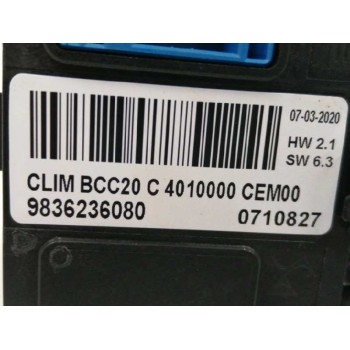 07-03-2020
HW 2.1
SW 6.3
CLIM BCC20 C 4010000 CEM00
9836236080 0710827